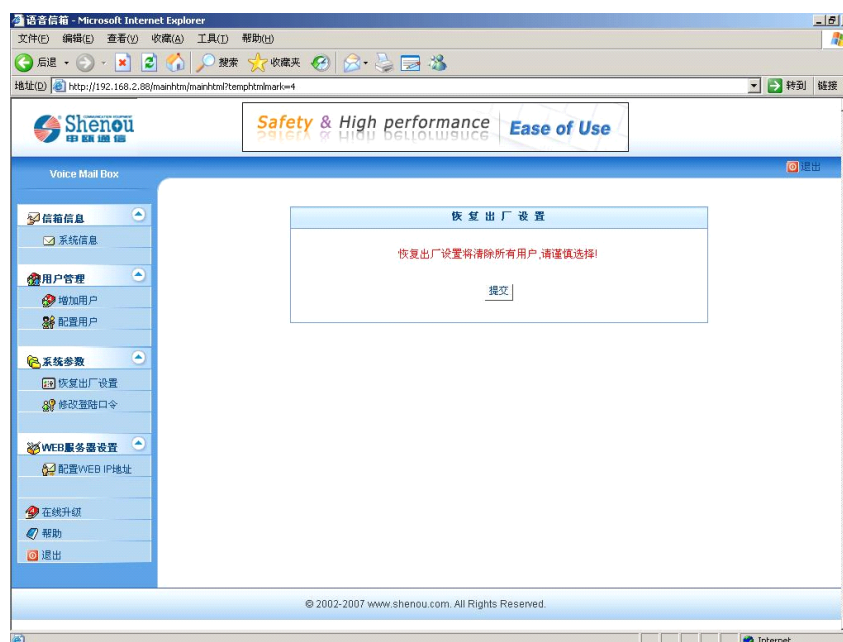 语音信箱 - Microsoft Internet Explorer
文件(F) 编辑(E) 查看(V) 收藏(A) 工具(T) 帮助(H)
后退 搜索 收藏夹
地址(D) http://192.168.2.88/mainhtm/mainhtml?temphtmlmark=4 转到 链接
Shenou
申瓯通信
Safety & High performance Ease of Use
Voice Mail Box
退出
信箱信息
系统信息
用户管理
增加用户
配置用户
系统参数
恢复出厂设置
修改登陆口令
WEB服务器设置
配置WEB IP地址
在线升级
帮助
退出
恢复出厂设置
恢复出厂设置将清除所有用户,请谨慎选择!
提交
© 2002-2007 www.shenou.com. All Rights Reserved.
Internet